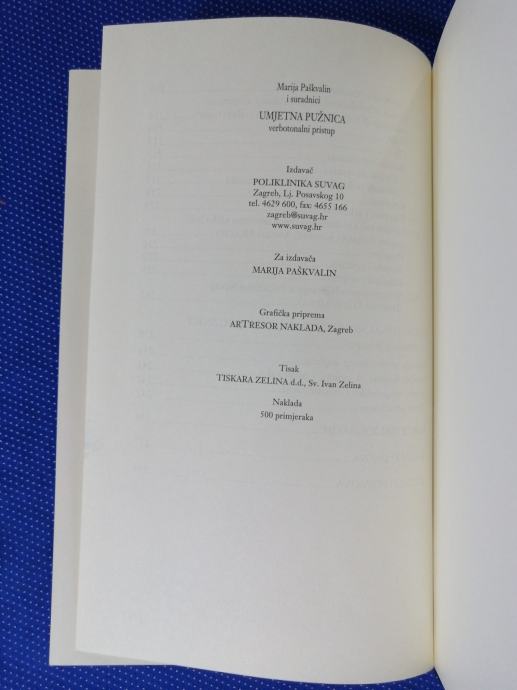 Marija Paškvalin
i suradnici
UMJETNA PUŽNICA
verbotonalni pristup
Izdavač
POLIKLINIKA SUVAG
Zagreb, Lj. Posavskog 10
tel. 4629 600, fax: 4655 166
zagreb@suvag.hr
www.suvag.hr
Za izdavača
MARIJA PAŠKVALIN
Grafička priprema
ARTRESOR NAKLADA, Zagreb
Tisak
TISKARA ZELINA d.d., Sv. Ivan Zelina
Naklada
500 primjeraka